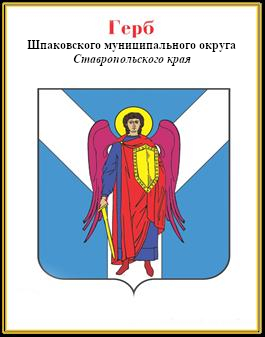 Герб
Шпаковского муниципального округа
Ставропольского края